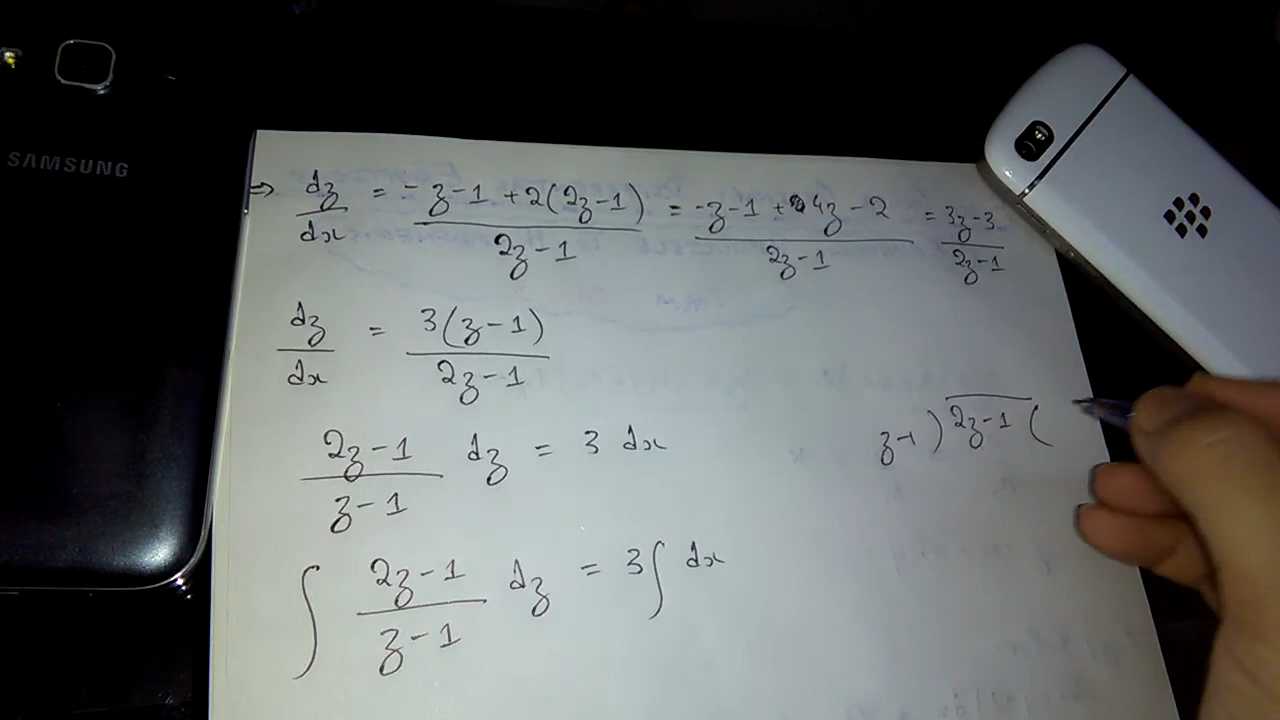 SAMSUNG
⇒ dz/dx = (-z-1+2(2z-1))/(2z-1) = (-z-1+4z-2)/(2z-1) = (3z-3)/(2z-1)
dz/dx = 3(z-1)/(2z-1)
(2z-1)/(z-1) dz = 3 dx
z-1 ) 2z-1 (
∫ (2z-1)/(z-1) dz = 3∫ dx